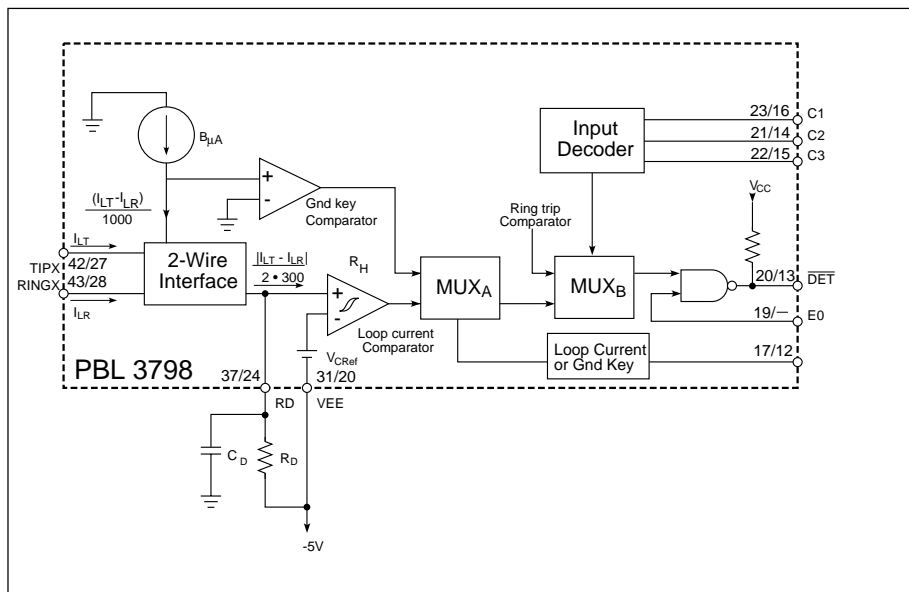 23/16 C1
21/14 C2
22/15 C3
Input
Decoder
BμA
+
-
Gnd key
Comparator
(ILT-ILR)
1000
Ring trip
Comparator
VCC
ILT
TIPX 42/27
RINGX 43/28
ILR
2-Wire
Interface
|ILT - ILR|
2 • 300
RH
+
-
Loop current
Comparator
MUXA
MUXB
20/13 DET
19/— E0
Loop Current
or Gnd Key
17/12
VCRef
PBL 3798
37/24
31/20
RD
VEE
CD
RD
-5V